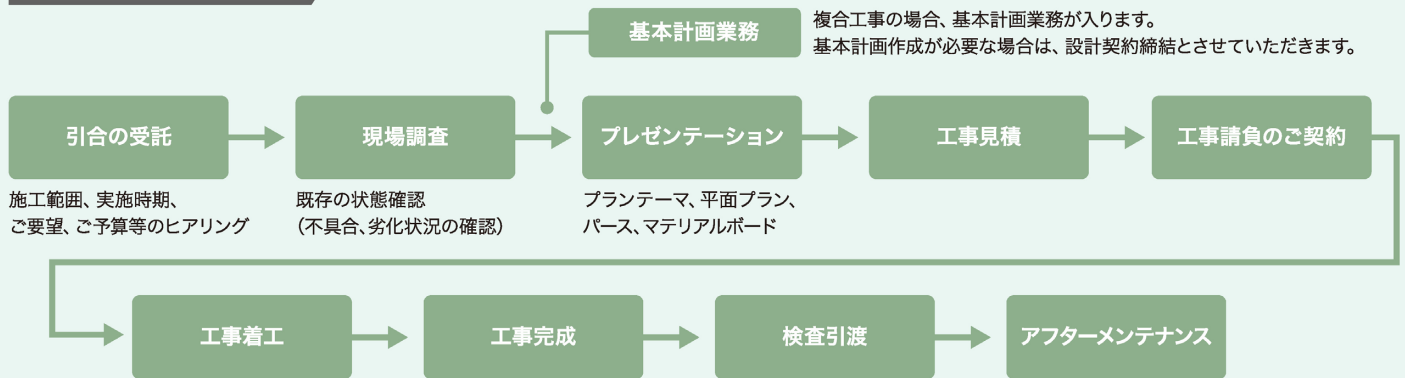 基本計画業務
複合工事の場合、基本計画業務が入ります。
基本計画作成が必要な場合は、設計契約締結とさせていただきます。
引合の受託
現場調査
プレゼンテーション
工事見積
工事請負のご契約
施工範囲、実施時期、
ご要望、ご予算等のヒアリング
既存の状態確認
（不具合、劣化状況の確認）
プランテーマ、平面プラン、
パース、マテリアルボード
工事着工
工事完成
検査引渡
アフターメンテナンス